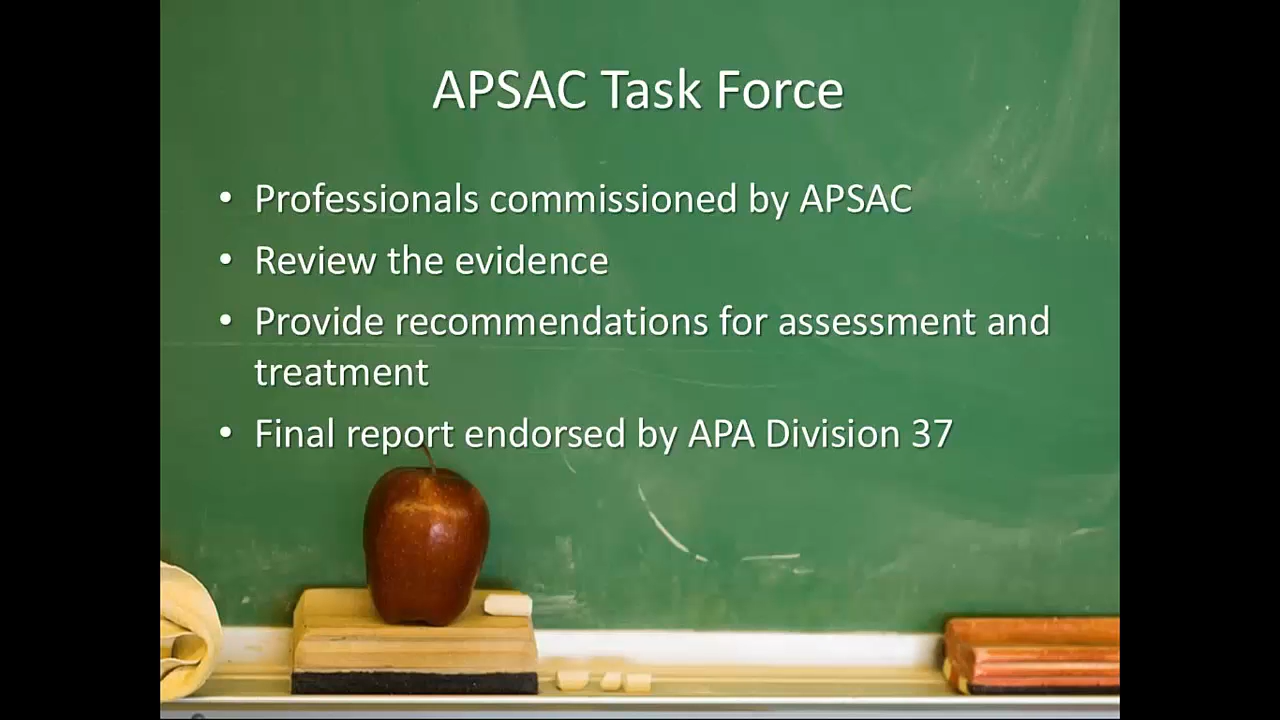 APSAC Task Force
• Professionals commissioned by APSAC
• Review the evidence
• Provide recommendations for assessment and
treatment
• Final report endorsed by APA Division 37